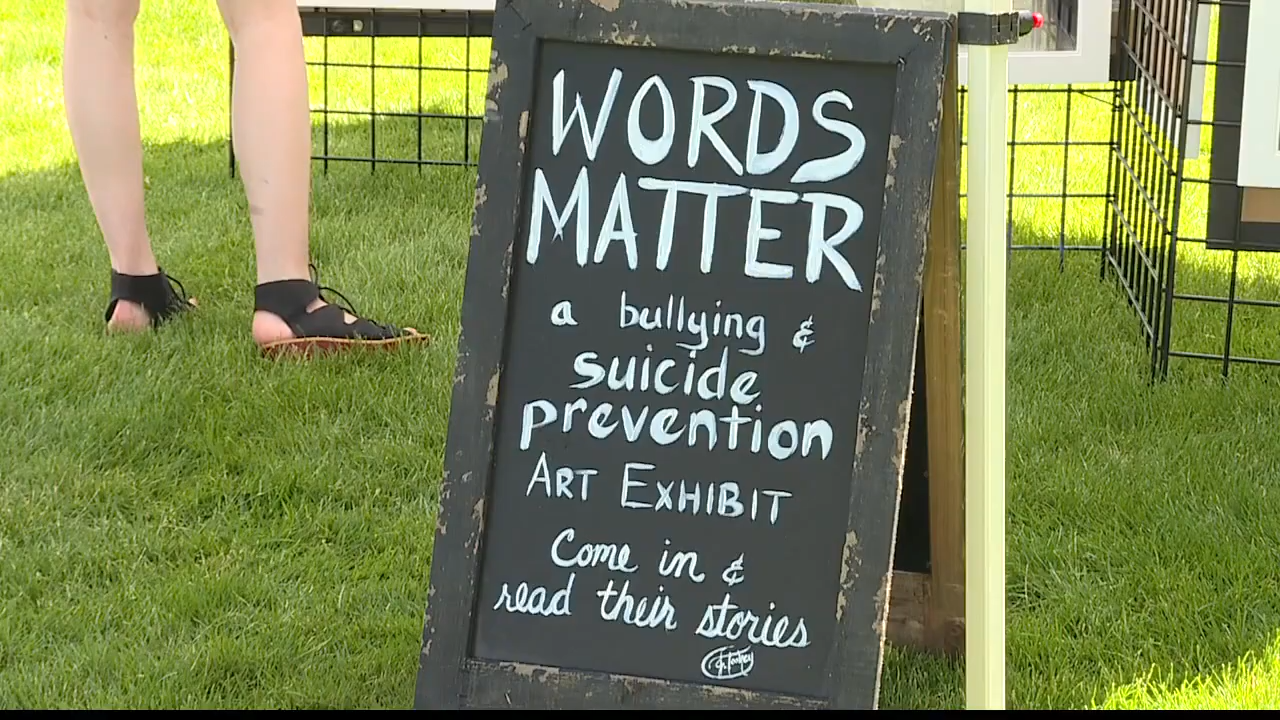 WORDS
MATTER
a bullying &
suicide
prevention
ART EXHIBIT
Come in &
read their stories